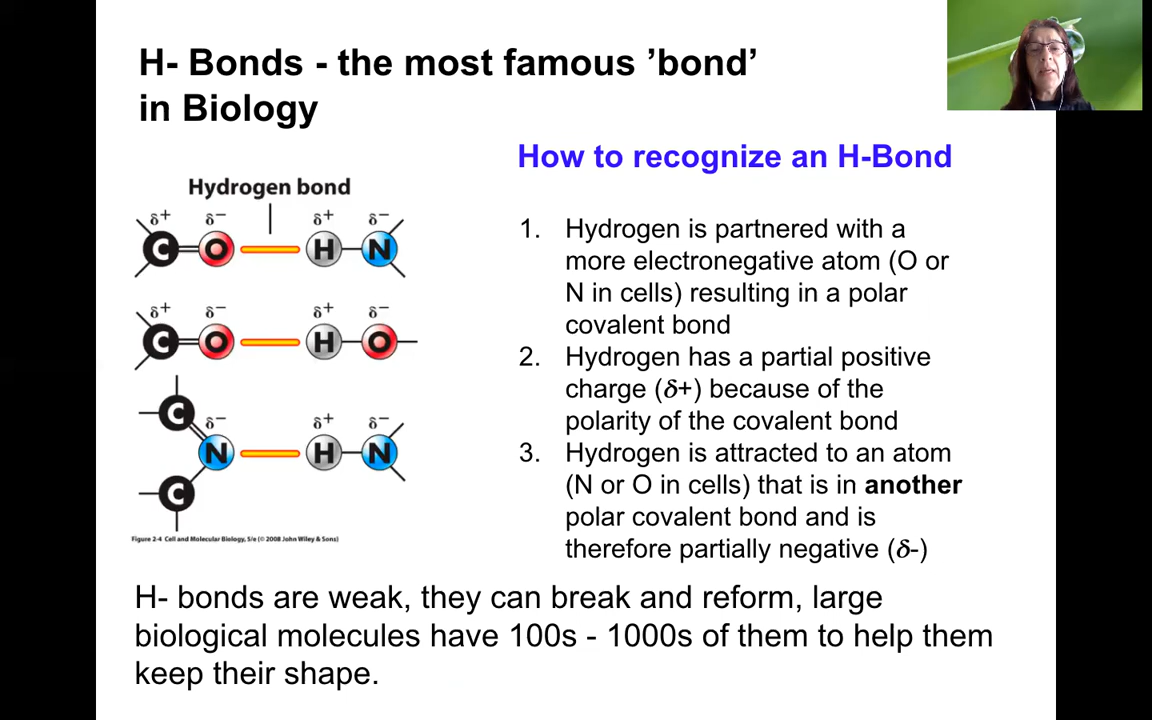 H- Bonds - the most famous ’bond’
in Biology
How to recognize an H-Bond
Hydrogen bond
δ+ δ− δ+ δ−
C O H N
δ+ δ− δ+ δ−
C O H O
C
δ− δ+ δ−
N H N
C
Figure 2-4 Cell and Molecular Biology, 5/e (© 2008 John Wiley & Sons)
1. Hydrogen is partnered with a
more electronegative atom (O or
N in cells) resulting in a polar
covalent bond
2. Hydrogen has a partial positive
charge (δ+) because of the
polarity of the covalent bond
3. Hydrogen is attracted to an atom
(N or O in cells) that is in another
polar covalent bond and is
therefore partially negative (δ-)
H- bonds are weak, they can break and reform, large
biological molecules have 100s - 1000s of them to help them
keep their shape.